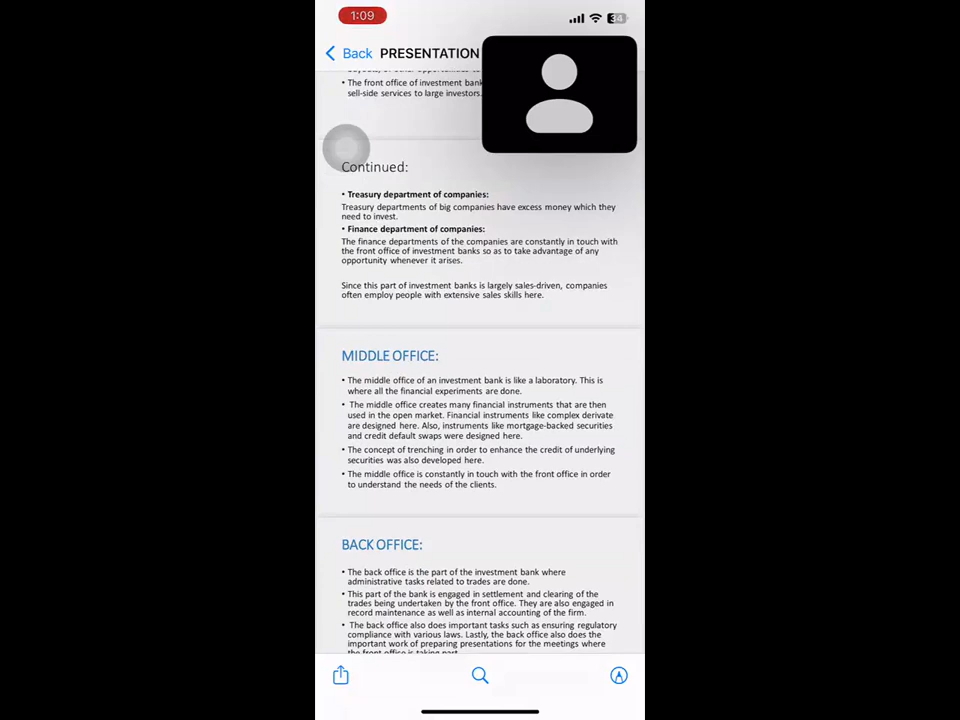 1:09
34
Back PRESENTATION
• The front office of investment bank
sell-side services to large investors.
Continued:
• Treasury department of companies:
Treasury departments of big companies have excess money which they
need to invest.
• Finance department of companies:
The finance departments of the companies are constantly in touch with
the front office of investment banks so as to take advantage of any
opportunity whenever it arises.
Since this part of investment banks is largely sales-driven, companies
often employ people with extensive sales skills here.
MIDDLE OFFICE:
• The middle office of an investment bank is like a laboratory. This is
where all the financial experiments are done.
• The middle office creates many financial instruments that are then
used in the open market. Financial instruments like complex derivate
are designed here. Also, instruments like mortgage-backed securities
and credit default swaps were designed here.
• The concept of trenching in order to enhance the credit of underlying
securities was also developed here.
• The middle office is constantly in touch with the front office in order
to understand the needs of the clients.
BACK OFFICE:
• The back office is the part of the investment bank where
administrative tasks related to trades are done.
• This part of the bank is engaged in settlement and clearing of the
trades being undertaken by the front office. They are also engaged in
record maintenance as well as internal accounting of the firm.
• The back office also does important tasks such as ensuring regulatory
compliance with various laws. Lastly, the back office also does the
important work of preparing presentations for the meetings where
the front office is taking part